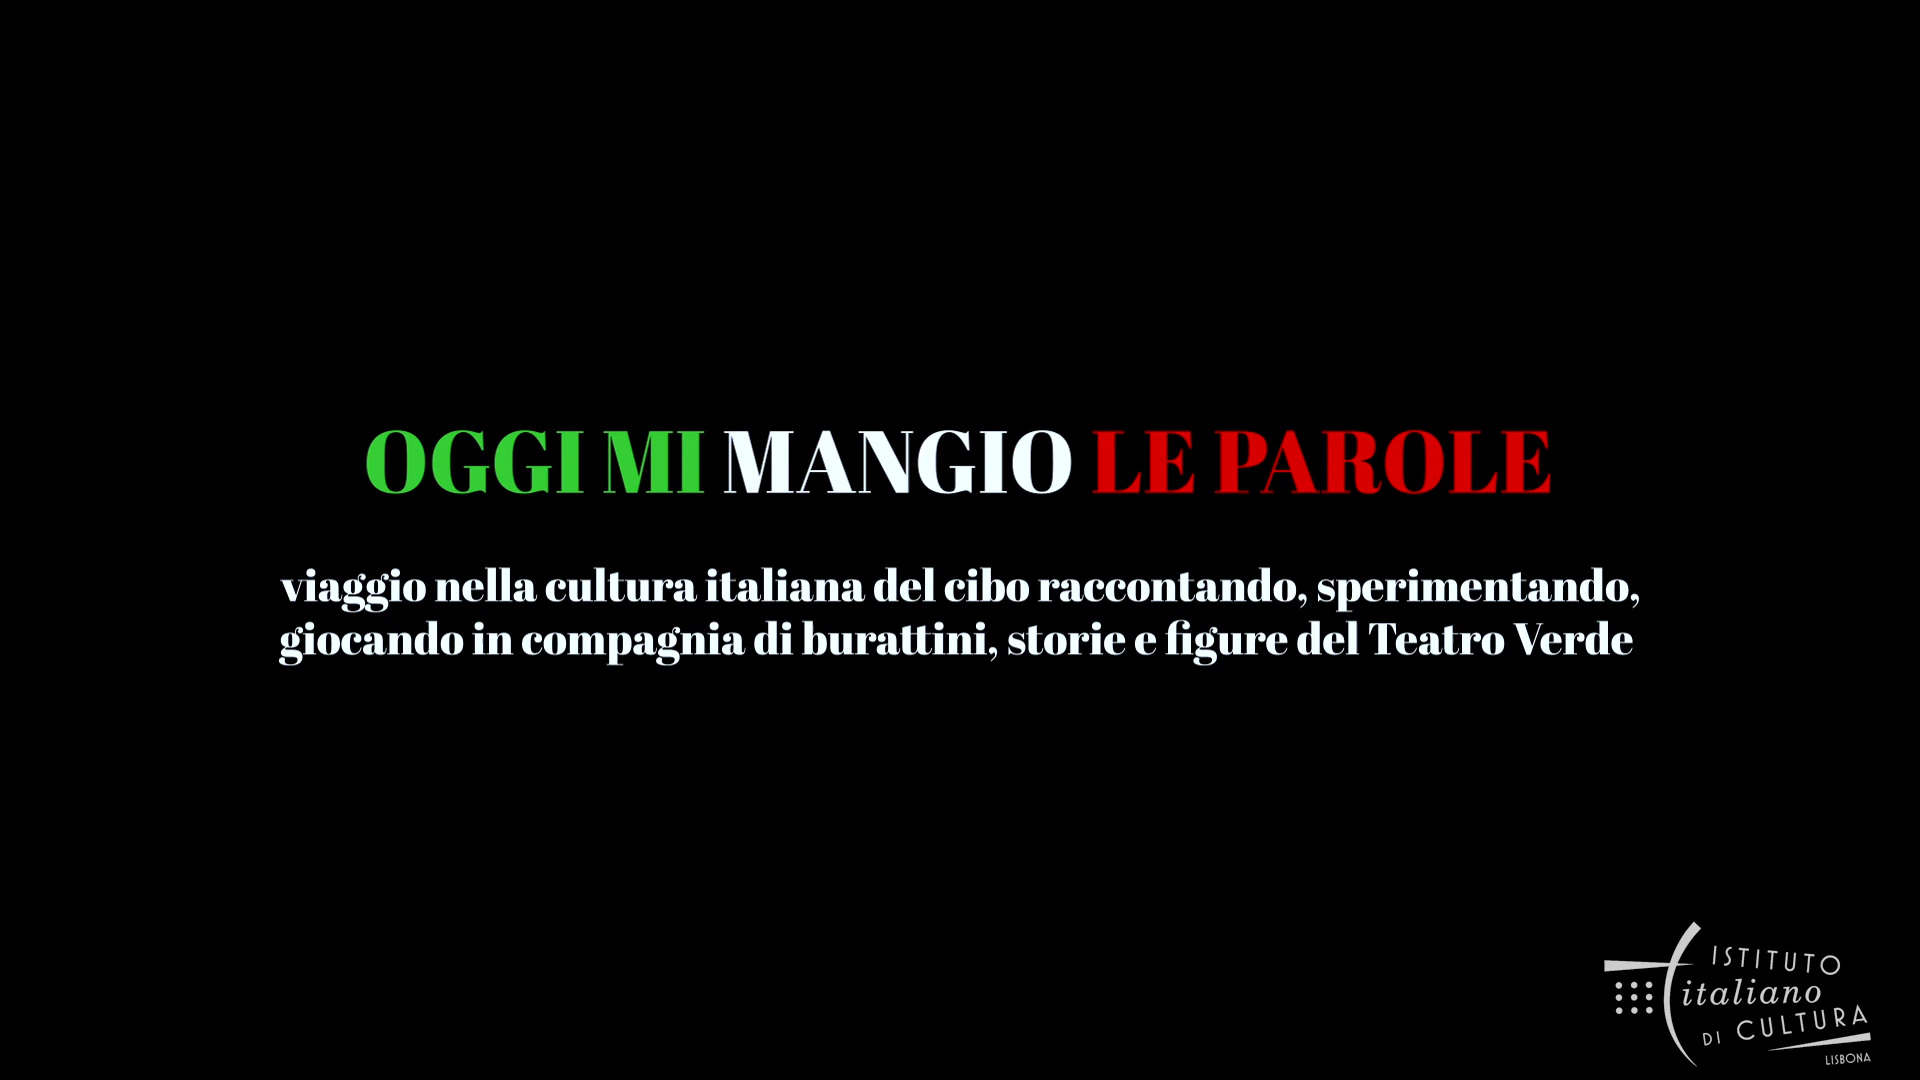 OGGI MI MANGIO LE PAROLE
viaggio nella cultura italiana del cibo raccontando, sperimentando,
giocando in compagnia di burattini, storie e figure del Teatro Verde
ISTITUTO
italiano
DI CULTURA
LISBONA